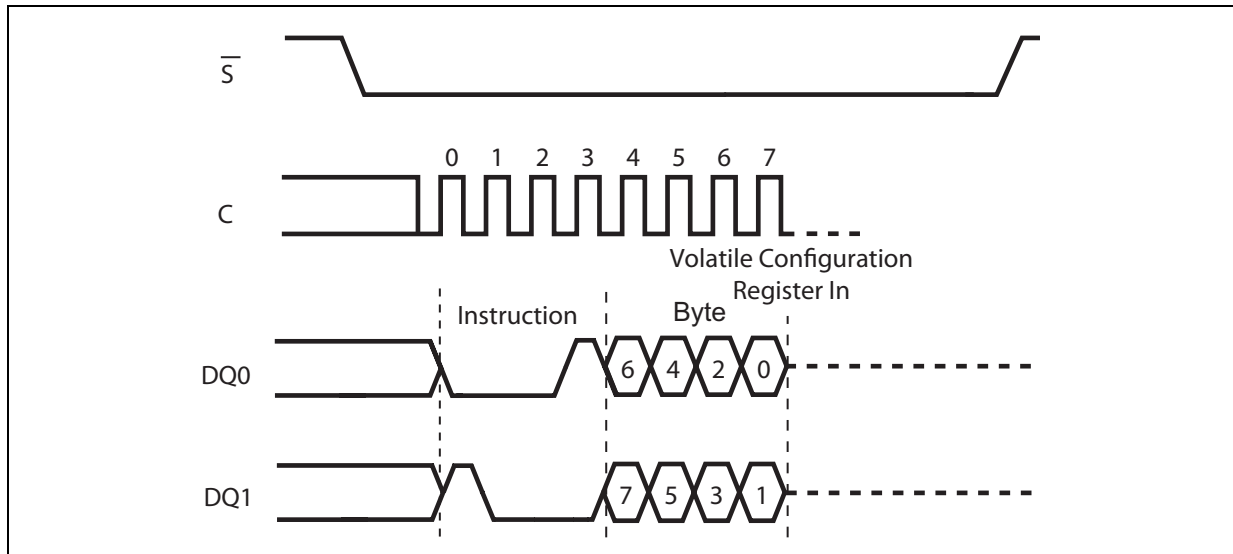 S
0 1 2 3 4 5 6 7
C
Volatile Configuration
Register In
Instruction Byte
DQ0 6 4 2 0
DQ1 7 5 3 1